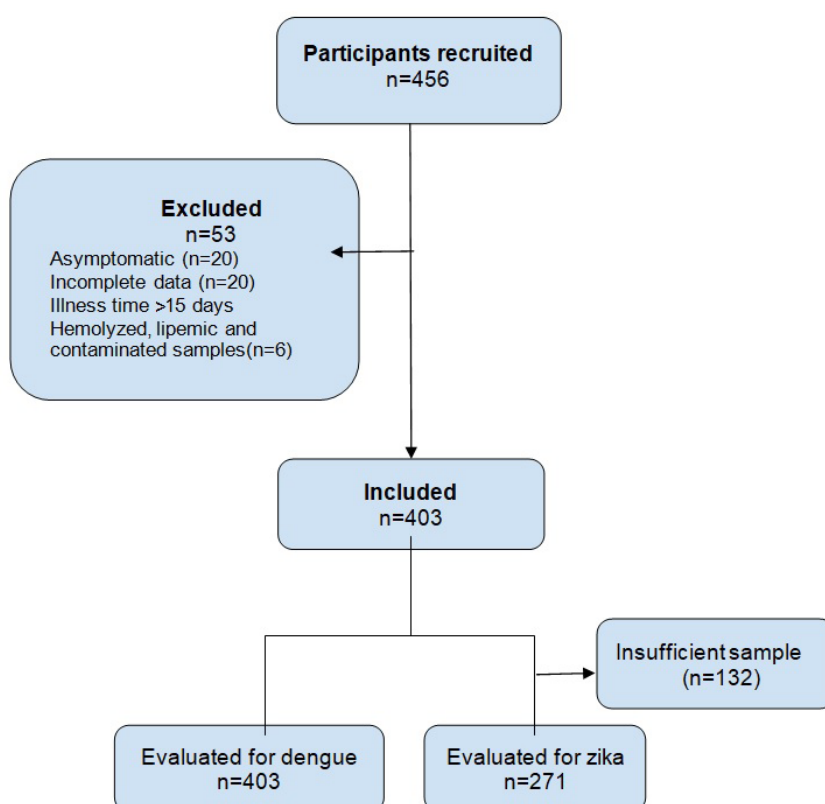 Participants recruited
n=456
Excluded
n=53
Asymptomatic (n=20)
Incomplete data (n=20)
Illness time >15 days
Hemolyzed, lipemic and
contaminated samples(n=6)
Included
n=403
Insufficient sample
(n=132)
Evaluated for dengue
n=403
Evaluated for zika
n=271